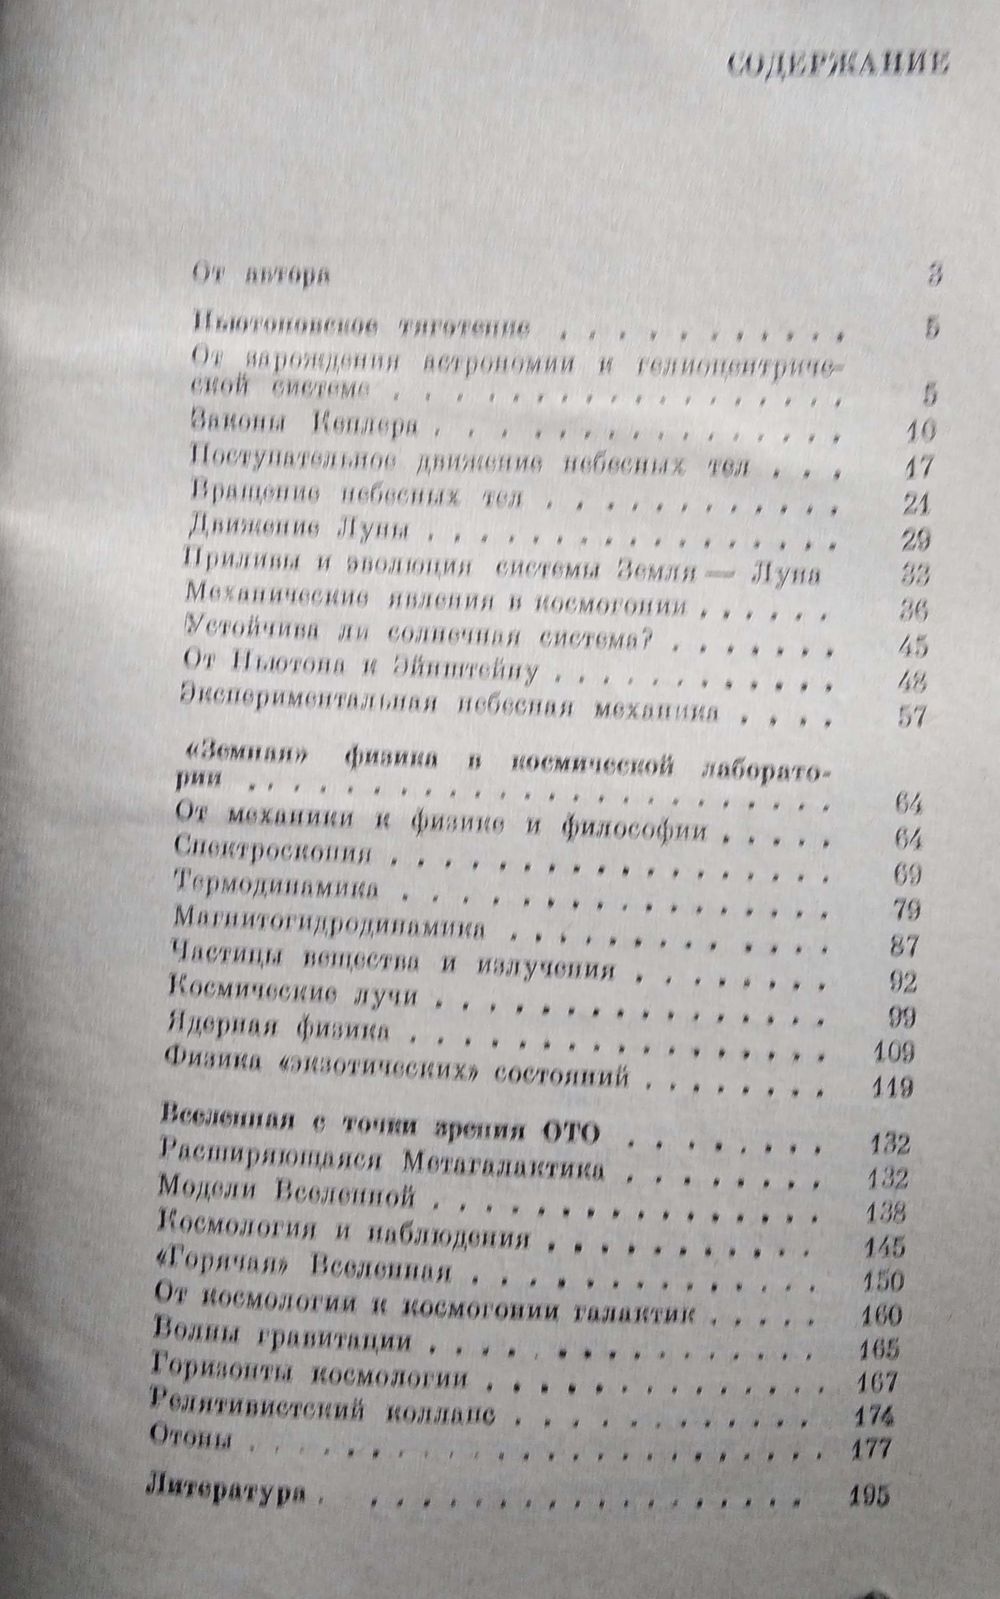 СОДЕРЖАНИЕ
От автора 3
Ньютоновское тяготение . . . . . . . . . . . 5
От зарождения астрономии к гелиоцентриче-
ской системе . . . . . . . . . . . . . . . . 5
Законы Кеплера . . . . . . . . . . . . . . 10
Поступательное движение небесных тел . . . 17
Вращение небесных тел . . . . . . . . . . . 21
Движение Луны . . . . . . . . . . . . . . . 29
Приливы и эволюция системы Земля — Луна 33
Механические явления в космогонии . . . . . . 36
Устойчива ли солнечная система? . . . . . . . 45
От Ньютона к Эйнштейну . . . . . . . . . . . 48
Экспериментальная небесная механика . . . . 57
«Земная» физика в космической лаборато-
рии . . . . . . . . . . . . . . . . . . . . 64
От механики к физике и философии . . . . . 64
Спектроскопия . . . . . . . . . . . . . . . 69
Термодинамика . . . . . . . . . . . . . . . 79
Магнитогидродинамика . . . . . . . . . . . 87
Частицы вещества и излучения . . . . . . . . 92
Космические лучи . . . . . . . . . . . . . . 99
Ядерная физика . . . . . . . . . . . . . . . 109
Физика «экзотических» состояний . . . . . . . 119
Вселенная с точки зрения ОТО . . . . . . . . 132
Расширяющаяся Метагалактика . . . . . . . . 132
Модели Вселенной . . . . . . . . . . . . . . 138
Космология и наблюдения . . . . . . . . . . 145
«Горячая» Вселенная . . . . . . . . . . . . . 150
От космологии к космогонии галактик . . . . . 160
Волны гравитации . . . . . . . . . . . . . . 165
Горизонты космологии . . . . . . . . . . . . 167
Релятивистский коллапс . . . . . . . . . . . 174
Отоны . . . . . . . . . . . . . . . . . . . . 177
Литература . . . . . . . . . . . . . . . . . 195